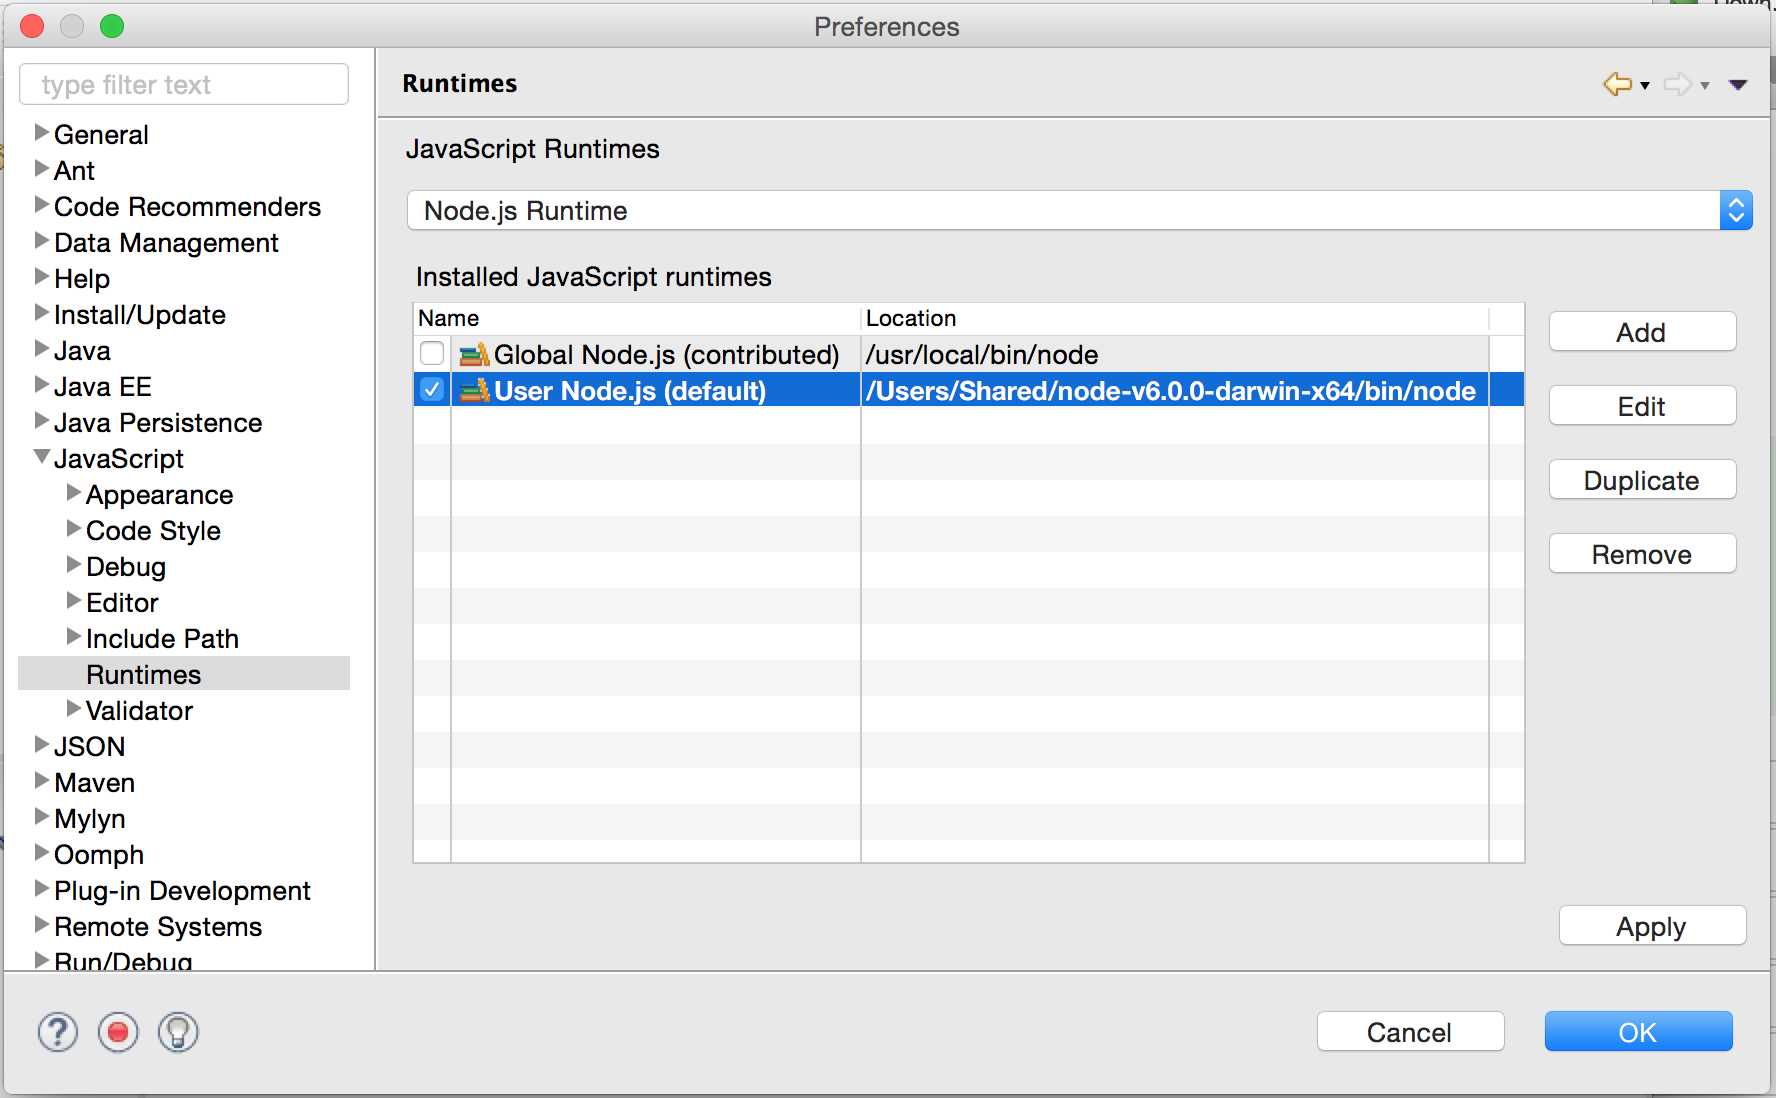 Preferences
type filter text
General
Ant
Code Recommenders
Data Management
Help
Install/Update
Java
Java EE
Java Persistence
JavaScript
Appearance
Code Style
Debug
Editor
Include Path
Runtimes
Validator
JSON
Maven
Mylyn
Oomph
Plug-in Development
Remote Systems
Run/Debug
Runtimes
JavaScript Runtimes
Node.js Runtime
Installed JavaScript runtimes
Name Location
Global Node.js (contributed) /usr/local/bin/node
User Node.js (default) /Users/Shared/node-v6.0.0-darwin-x64/bin/node
Add
Edit
Duplicate
Remove
Apply
?
Cancel
OK